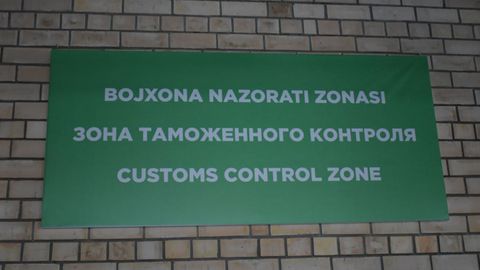 BOJXONA NAZORATI ZONASI
ЗОНА ТАМОЖЕННОГО КОНТРОЛЯ
CUSTOMS CONTROL ZONE